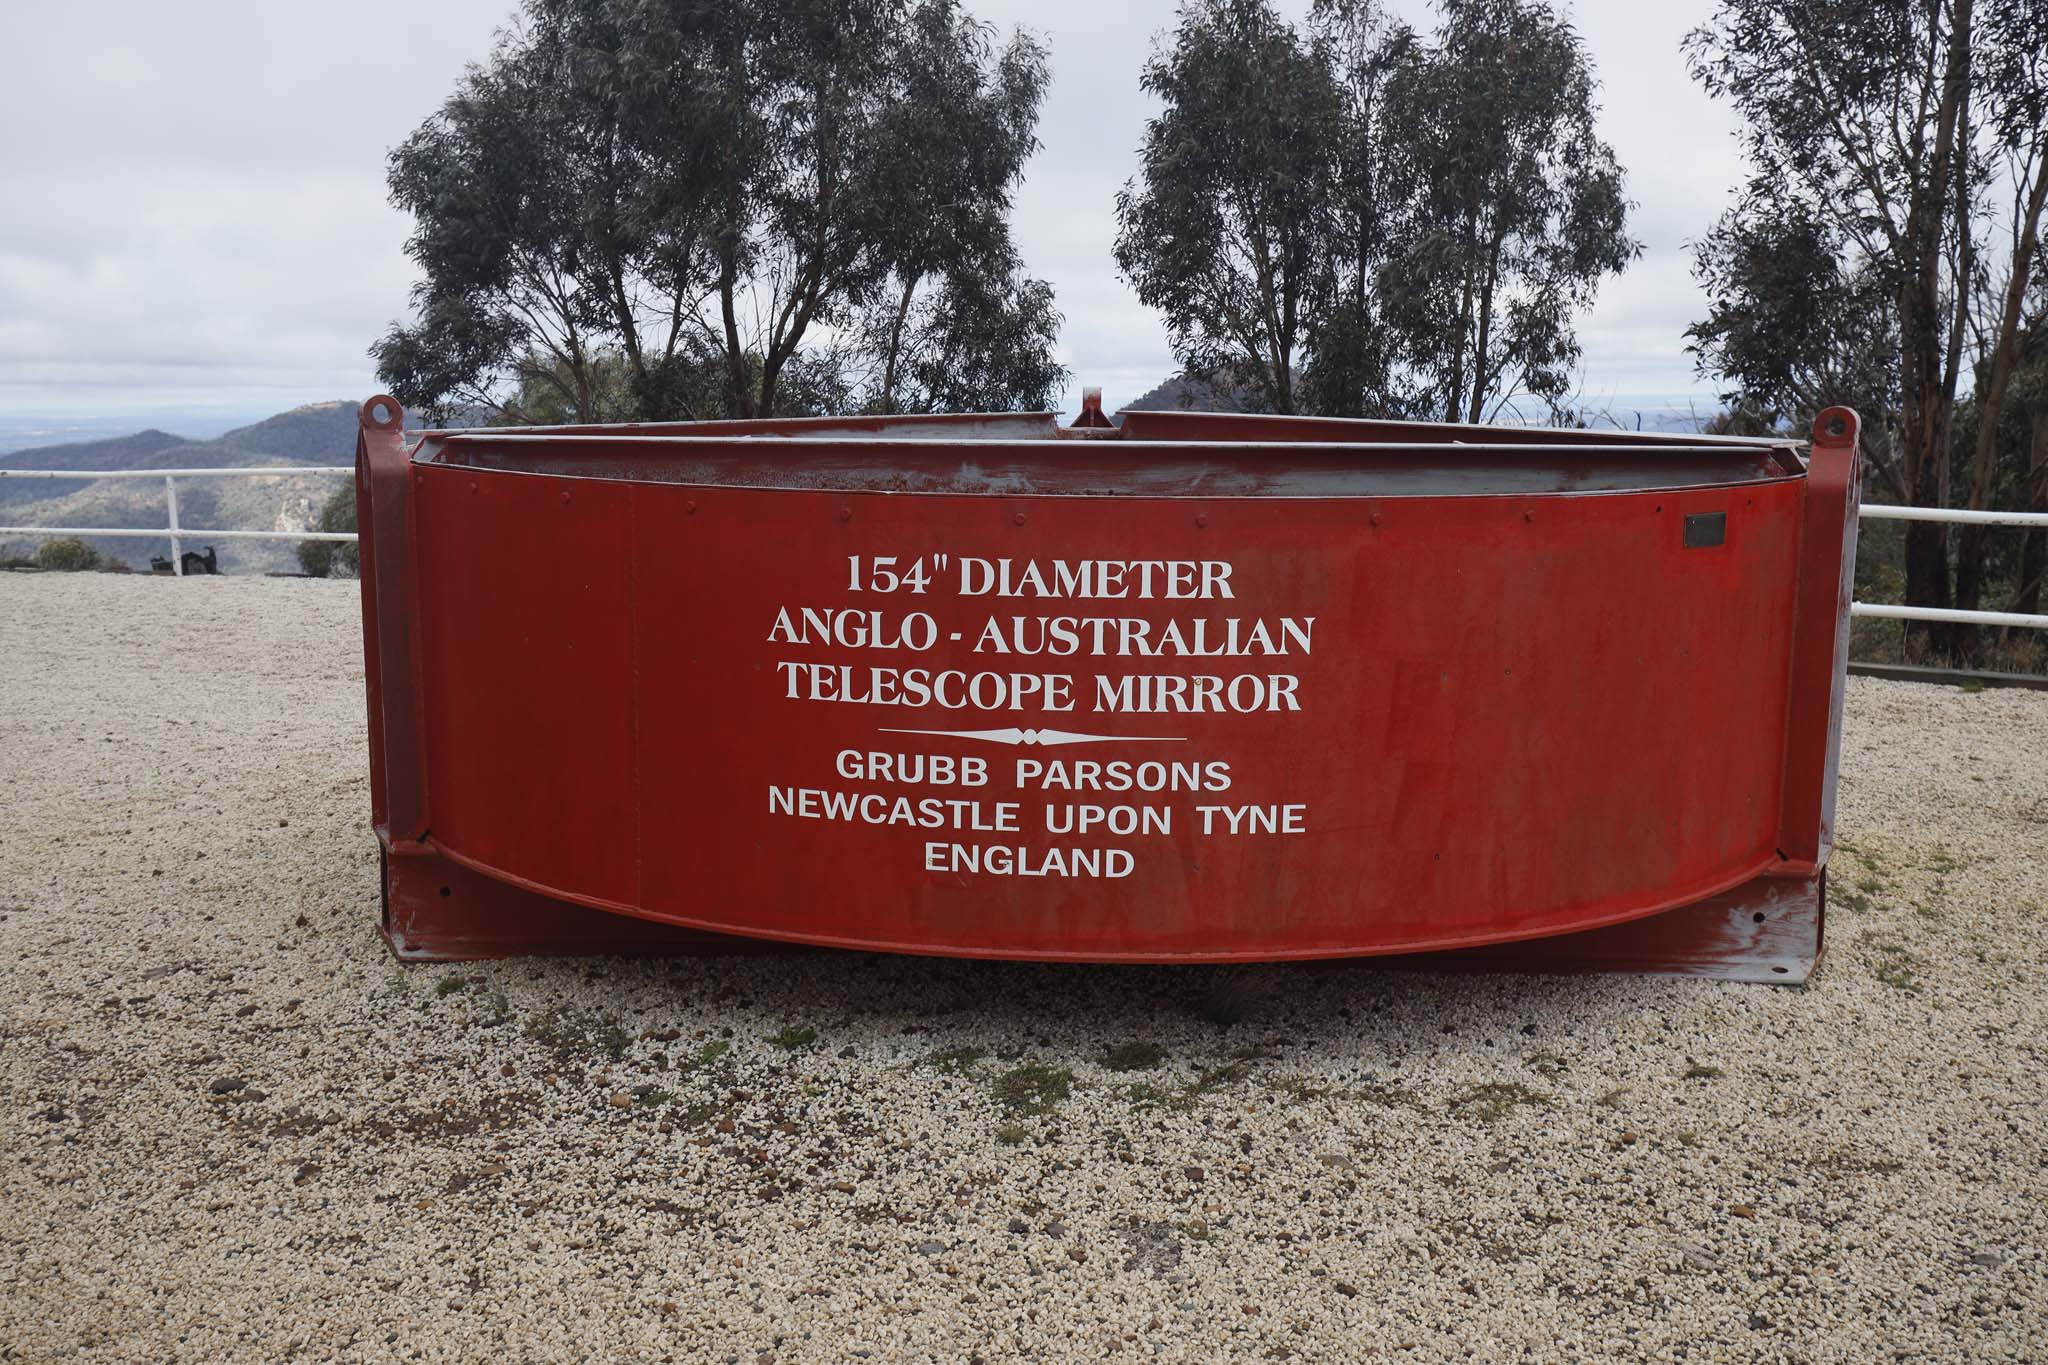 154" DIAMETER
ANGLO - AUSTRALIAN
TELESCOPE MIRROR
GRUBB PARSONS
NEWCASTLE UPON TYNE
ENGLAND